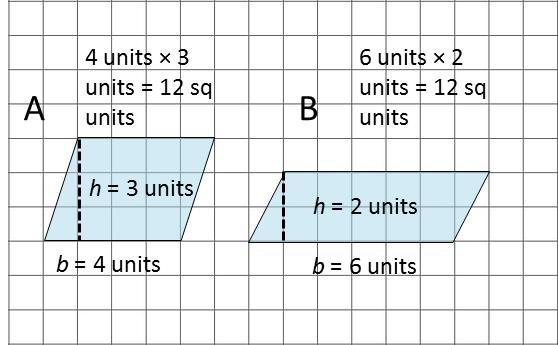 4 units × 3
units = 12 sq
units
A
h = 3 units
b = 4 units
6 units × 2
units = 12 sq
units
B
h = 2 units
b = 6 units